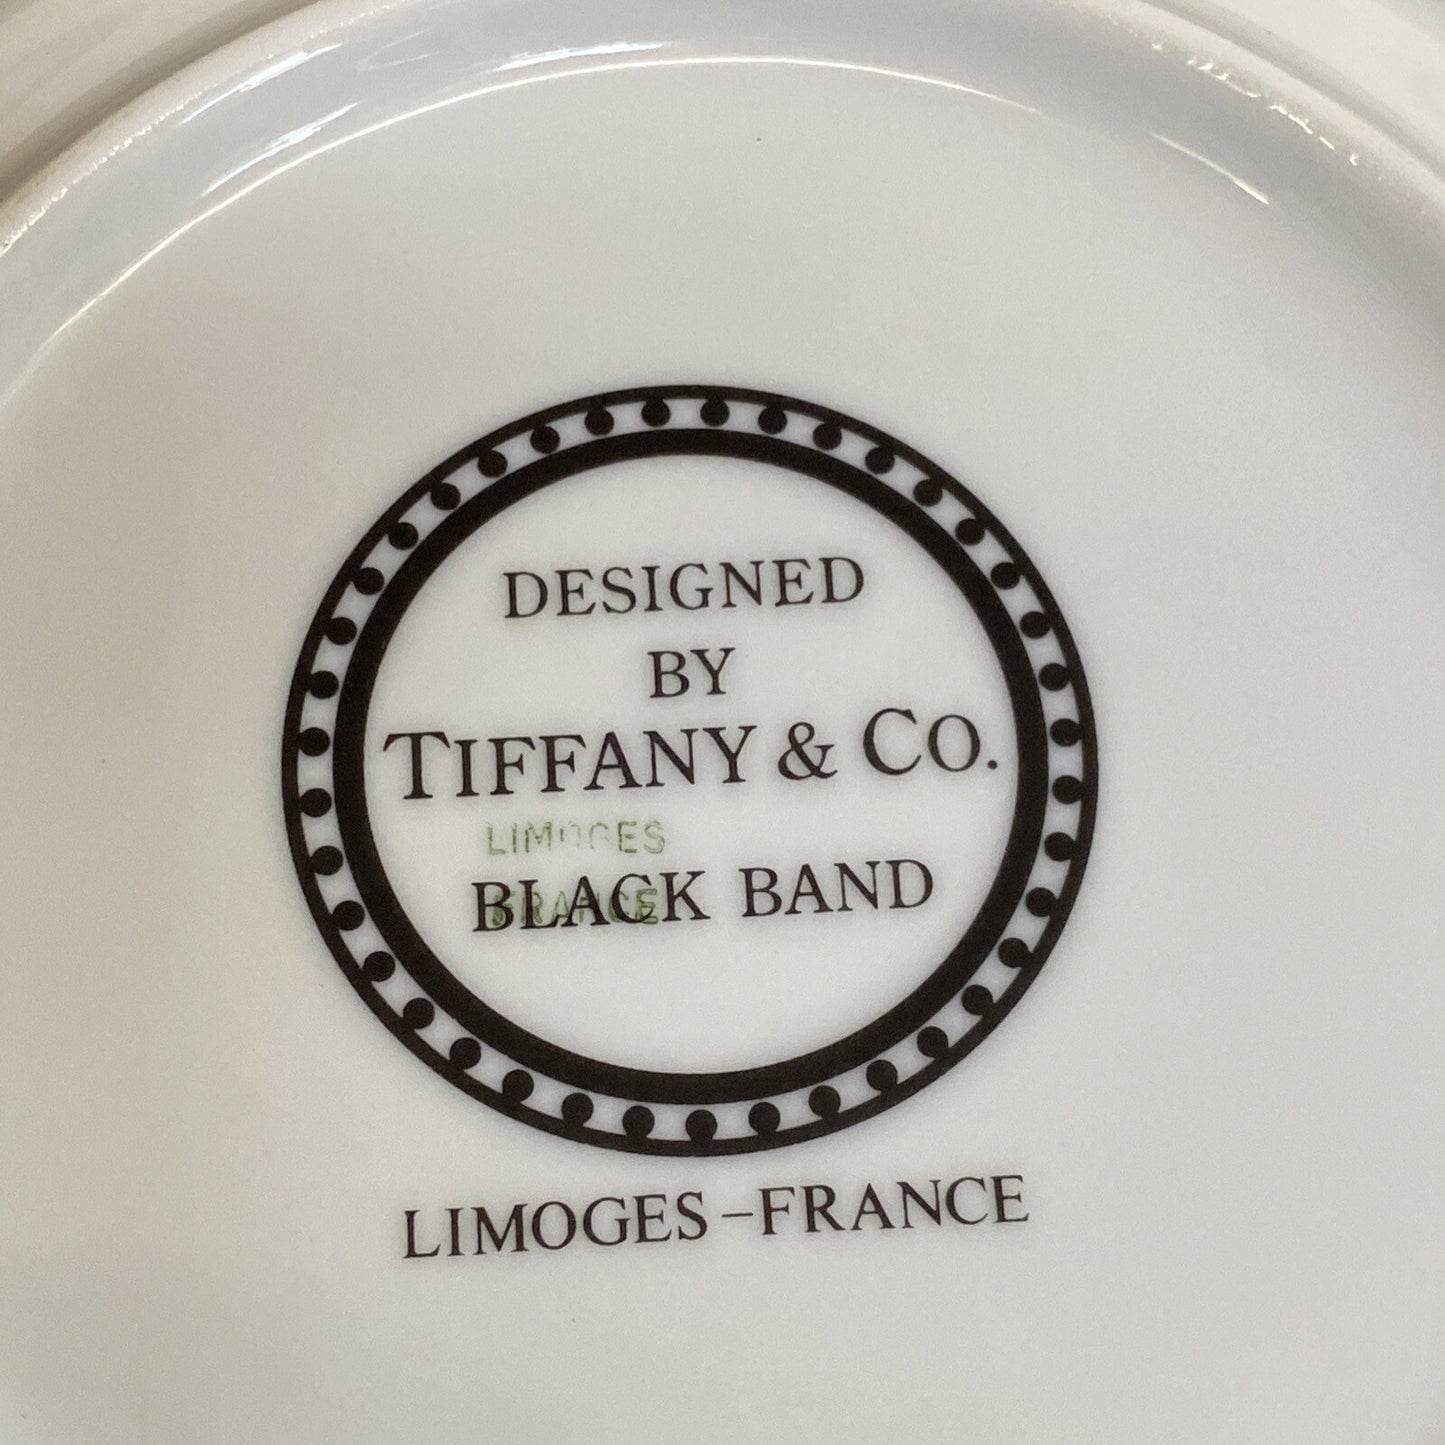 DESIGNED
BY
TIFFANY & CO.
LIMOGES
BLACK BAND
FRANCE
LIMOGES–FRANCE